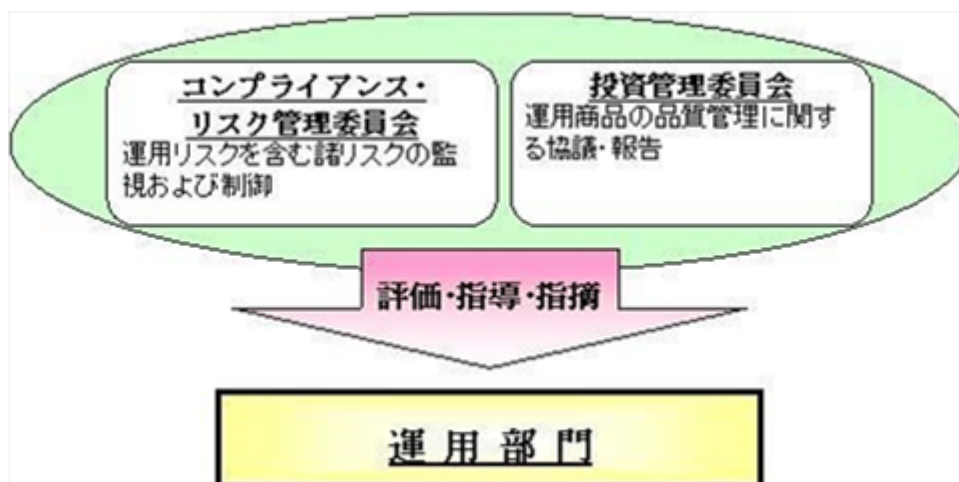 コンプライアンス・
リスク管理委員会
運用リスクを含む諸リスクの監
視および制御
投資管理委員会
運用商品の品質管理に関す
る協議・報告
評価・指導・指摘
運用部門